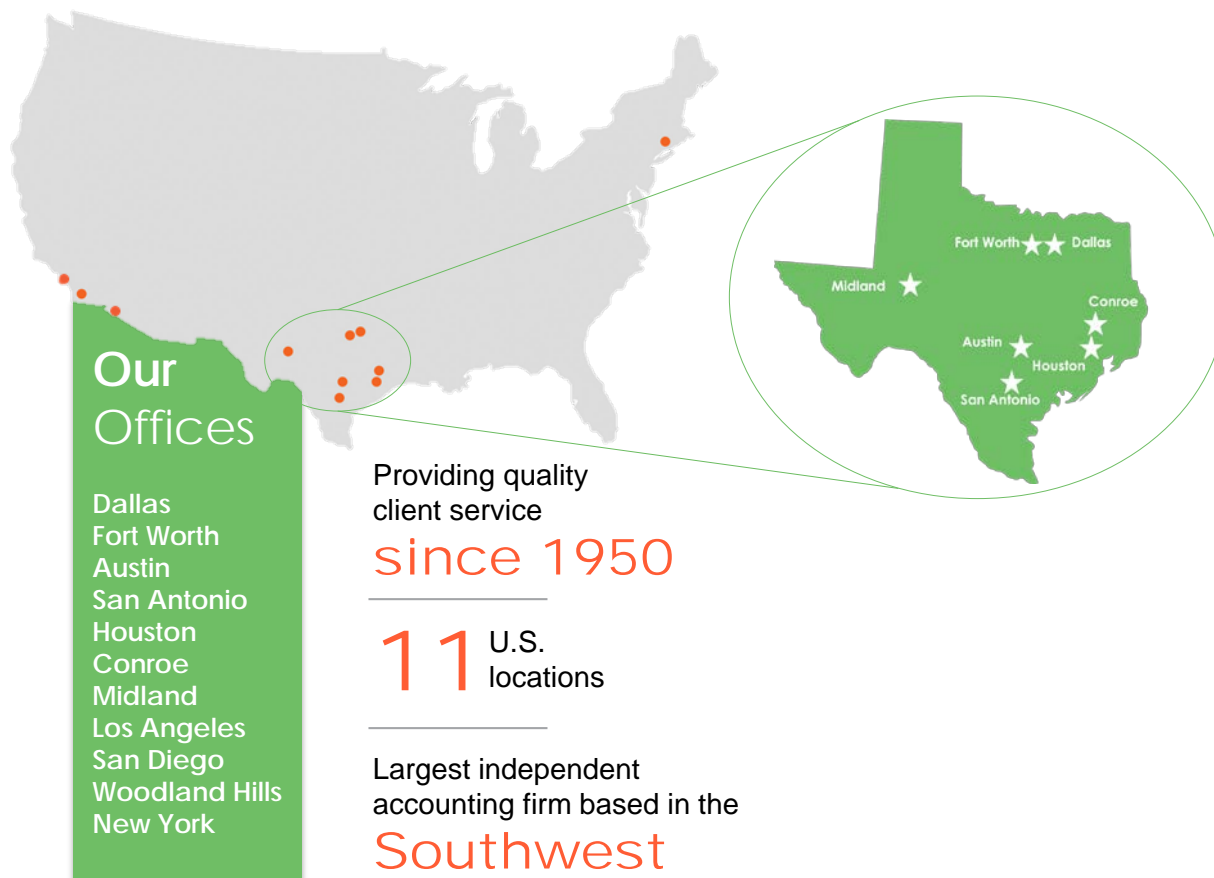 Our
Offices
Dallas
Fort Worth
Austin
San Antonio
Houston
Conroe
Midland
Los Angeles
San Diego
Woodland Hills
New York
Providing quality
client service
since 1950
11 U.S.
locations
Largest independent
accounting firm based in the
Southwest
Fort Worth
Dallas
Midland
Conroe
Austin
Houston
San Antonio